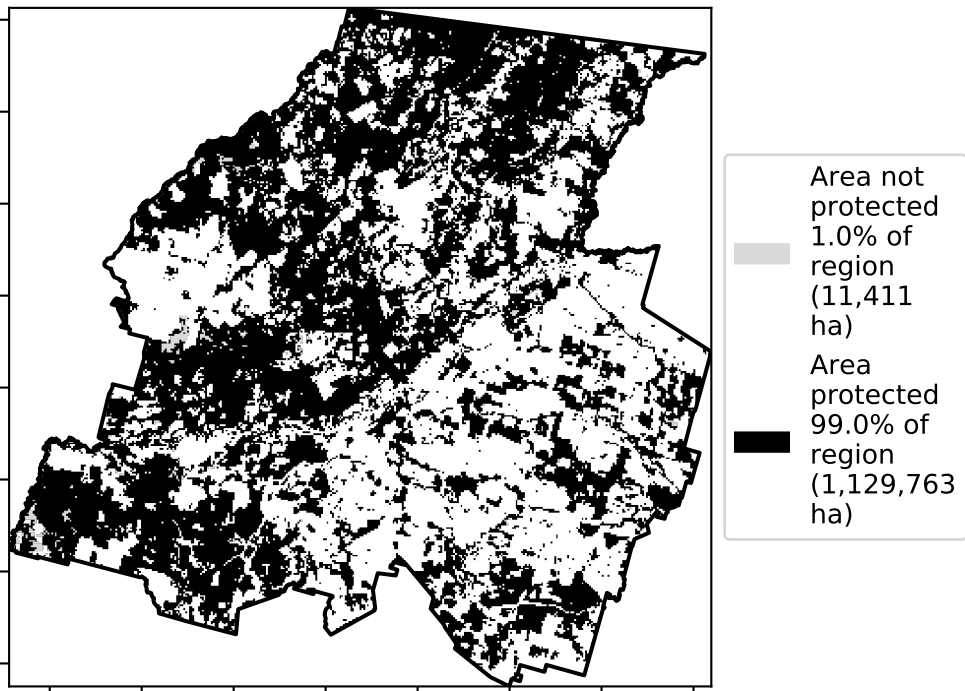 Area not
protected
1.0% of
region
(11,411
ha)
Area
protected
99.0% of
region
(1,129,763
ha)